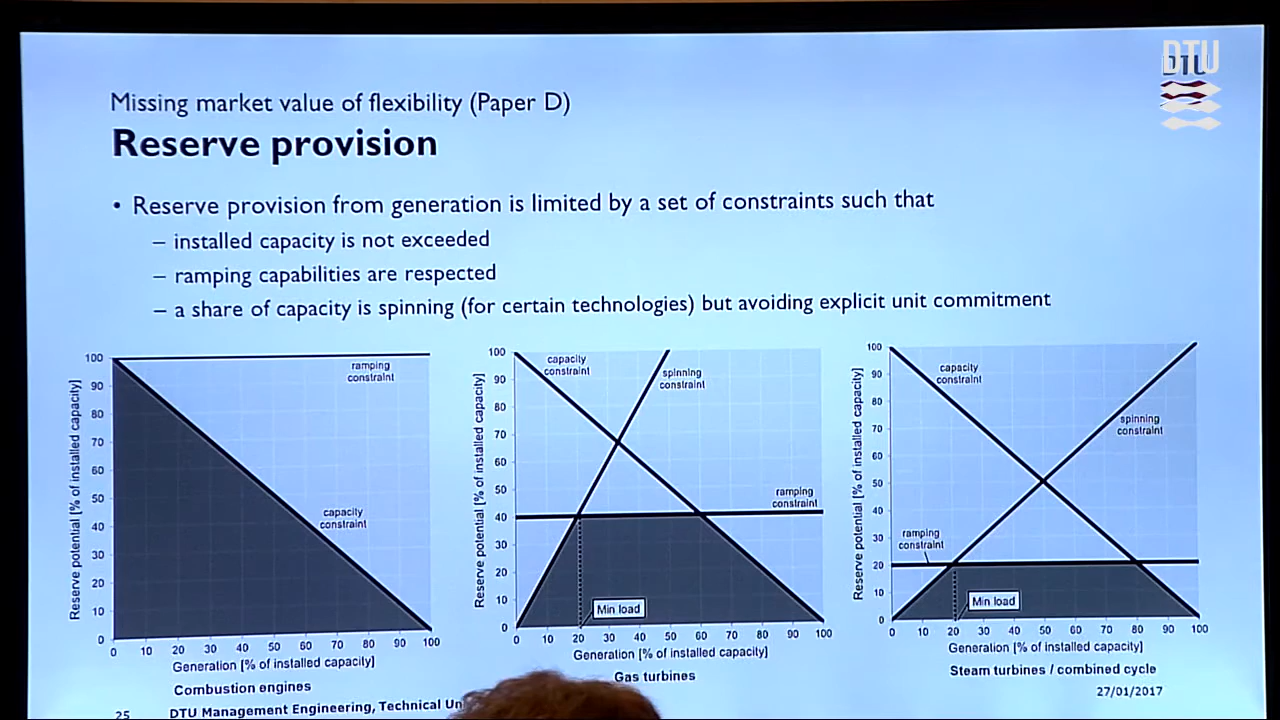 DTU
Missing market value of flexibility (Paper D)
Reserve provision
• Reserve provision from generation is limited by a set of constraints such that
– installed capacity is not exceeded
– ramping capabilities are respected
– a share of capacity is spinning (for certain technologies) but avoiding explicit unit commitment
Reserve potential [% of installed capacity]
100
90
80
70
60
50
40
30
20
10
0
ramping
constraint
capacity
constraint
0 10 20 30 40 50 60 70 80 90 100
Generation [% of installed capacity]
Combustion engines
Reserve potential [% of installed capacity]
100
90
80
70
60
50
40
30
20
10
0
capacity
constraint
spinning
constraint
ramping
constraint
Min load
0 10 20 30 40 50 60 70 80 90 100
Generation [% of installed capacity]
Gas turbines
Reserve potential [% of installed capacity]
100
90
80
70
60
50
40
30
20
10
0
capacity
constraint
spinning
constraint
ramping
constraint
Min load
0 10 20 30 40 50 60 70 80 90 100
Generation [% of installed capacity]
Steam turbines / combined cycle
27/01/2017
25 DTU Management Engineering, Technical Un